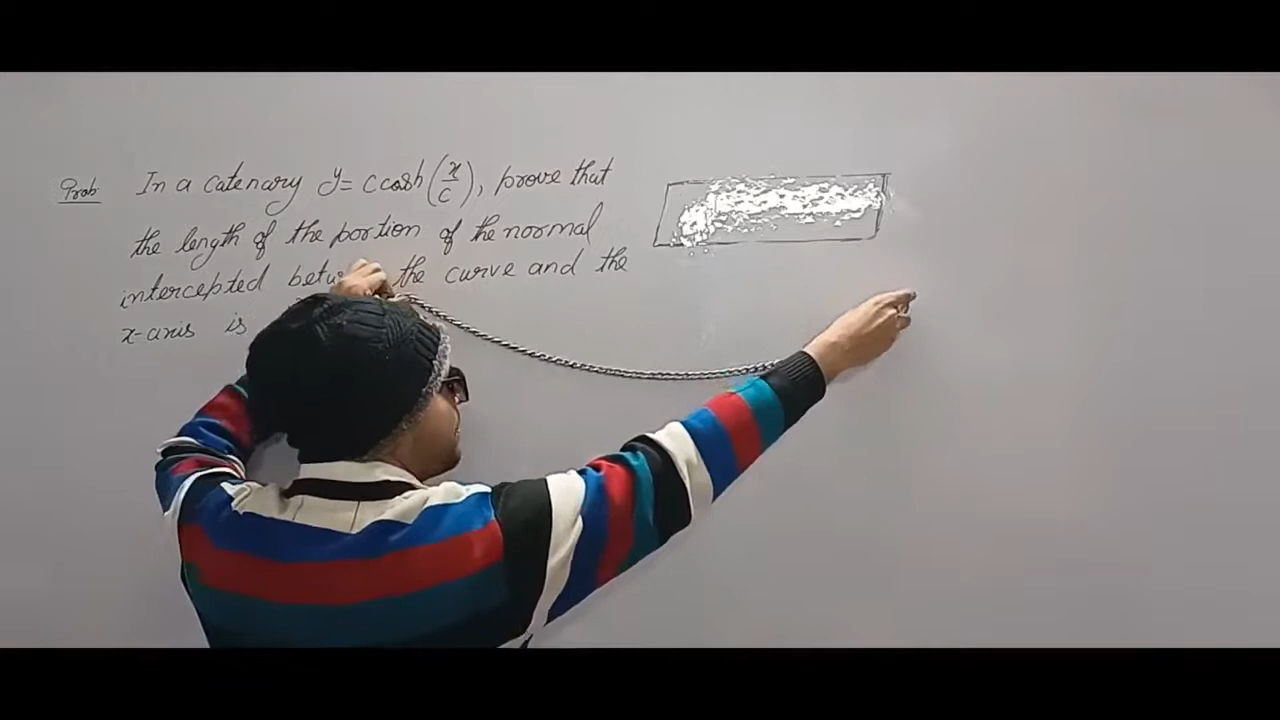 Prob In a catenary y = c cosh (x/c), prove that
the length of the portion of the normal
intercepted the curve and the
x-axis is